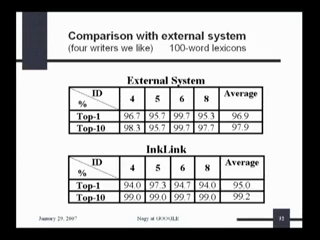 Comparison with external system
(four writers we like) 100-word lexicons
External System
ID % 4 5 6 8 Average
Top-1 96.7 95.7 99.7 95.3 96.9
Top-10 98.3 95.7 99.7 97.7 97.9
InkLink
ID % 4 5 6 8 Average
Top-1 94.0 97.3 94.7 94.0 95.0
Top-10 99.0 99.0 99.7 99.0 99.2
January 29, 2007 Nagy at GOOGLE 32